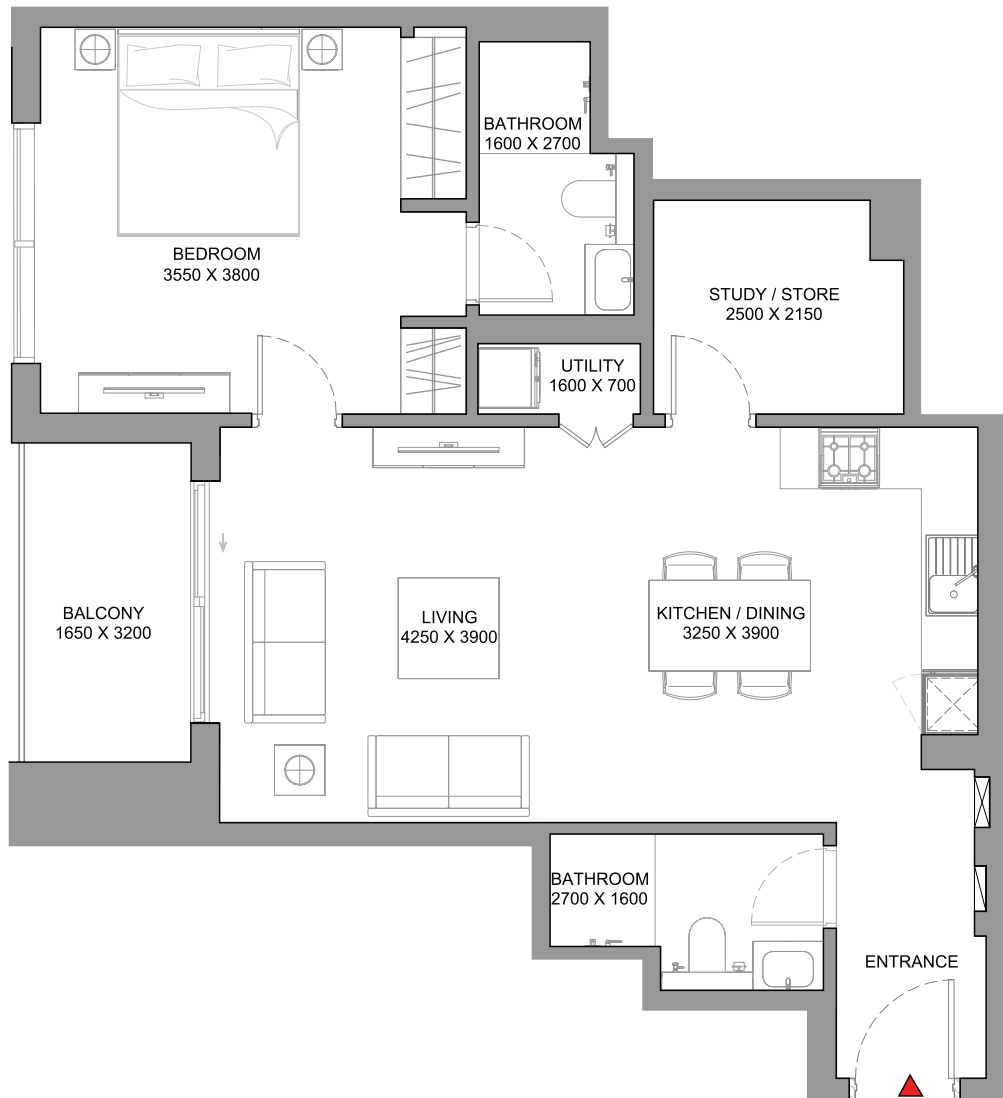 BATHROOM
1600 X 2700
BEDROOM
3550 X 3800
STUDY / STORE
2500 X 2150
UTILITY
1600 X 700
BALCONY
1650 X 3200
LIVING
4250 X 3900
KITCHEN / DINING
3250 X 3900
BATHROOM
2700 X 1600
ENTRANCE